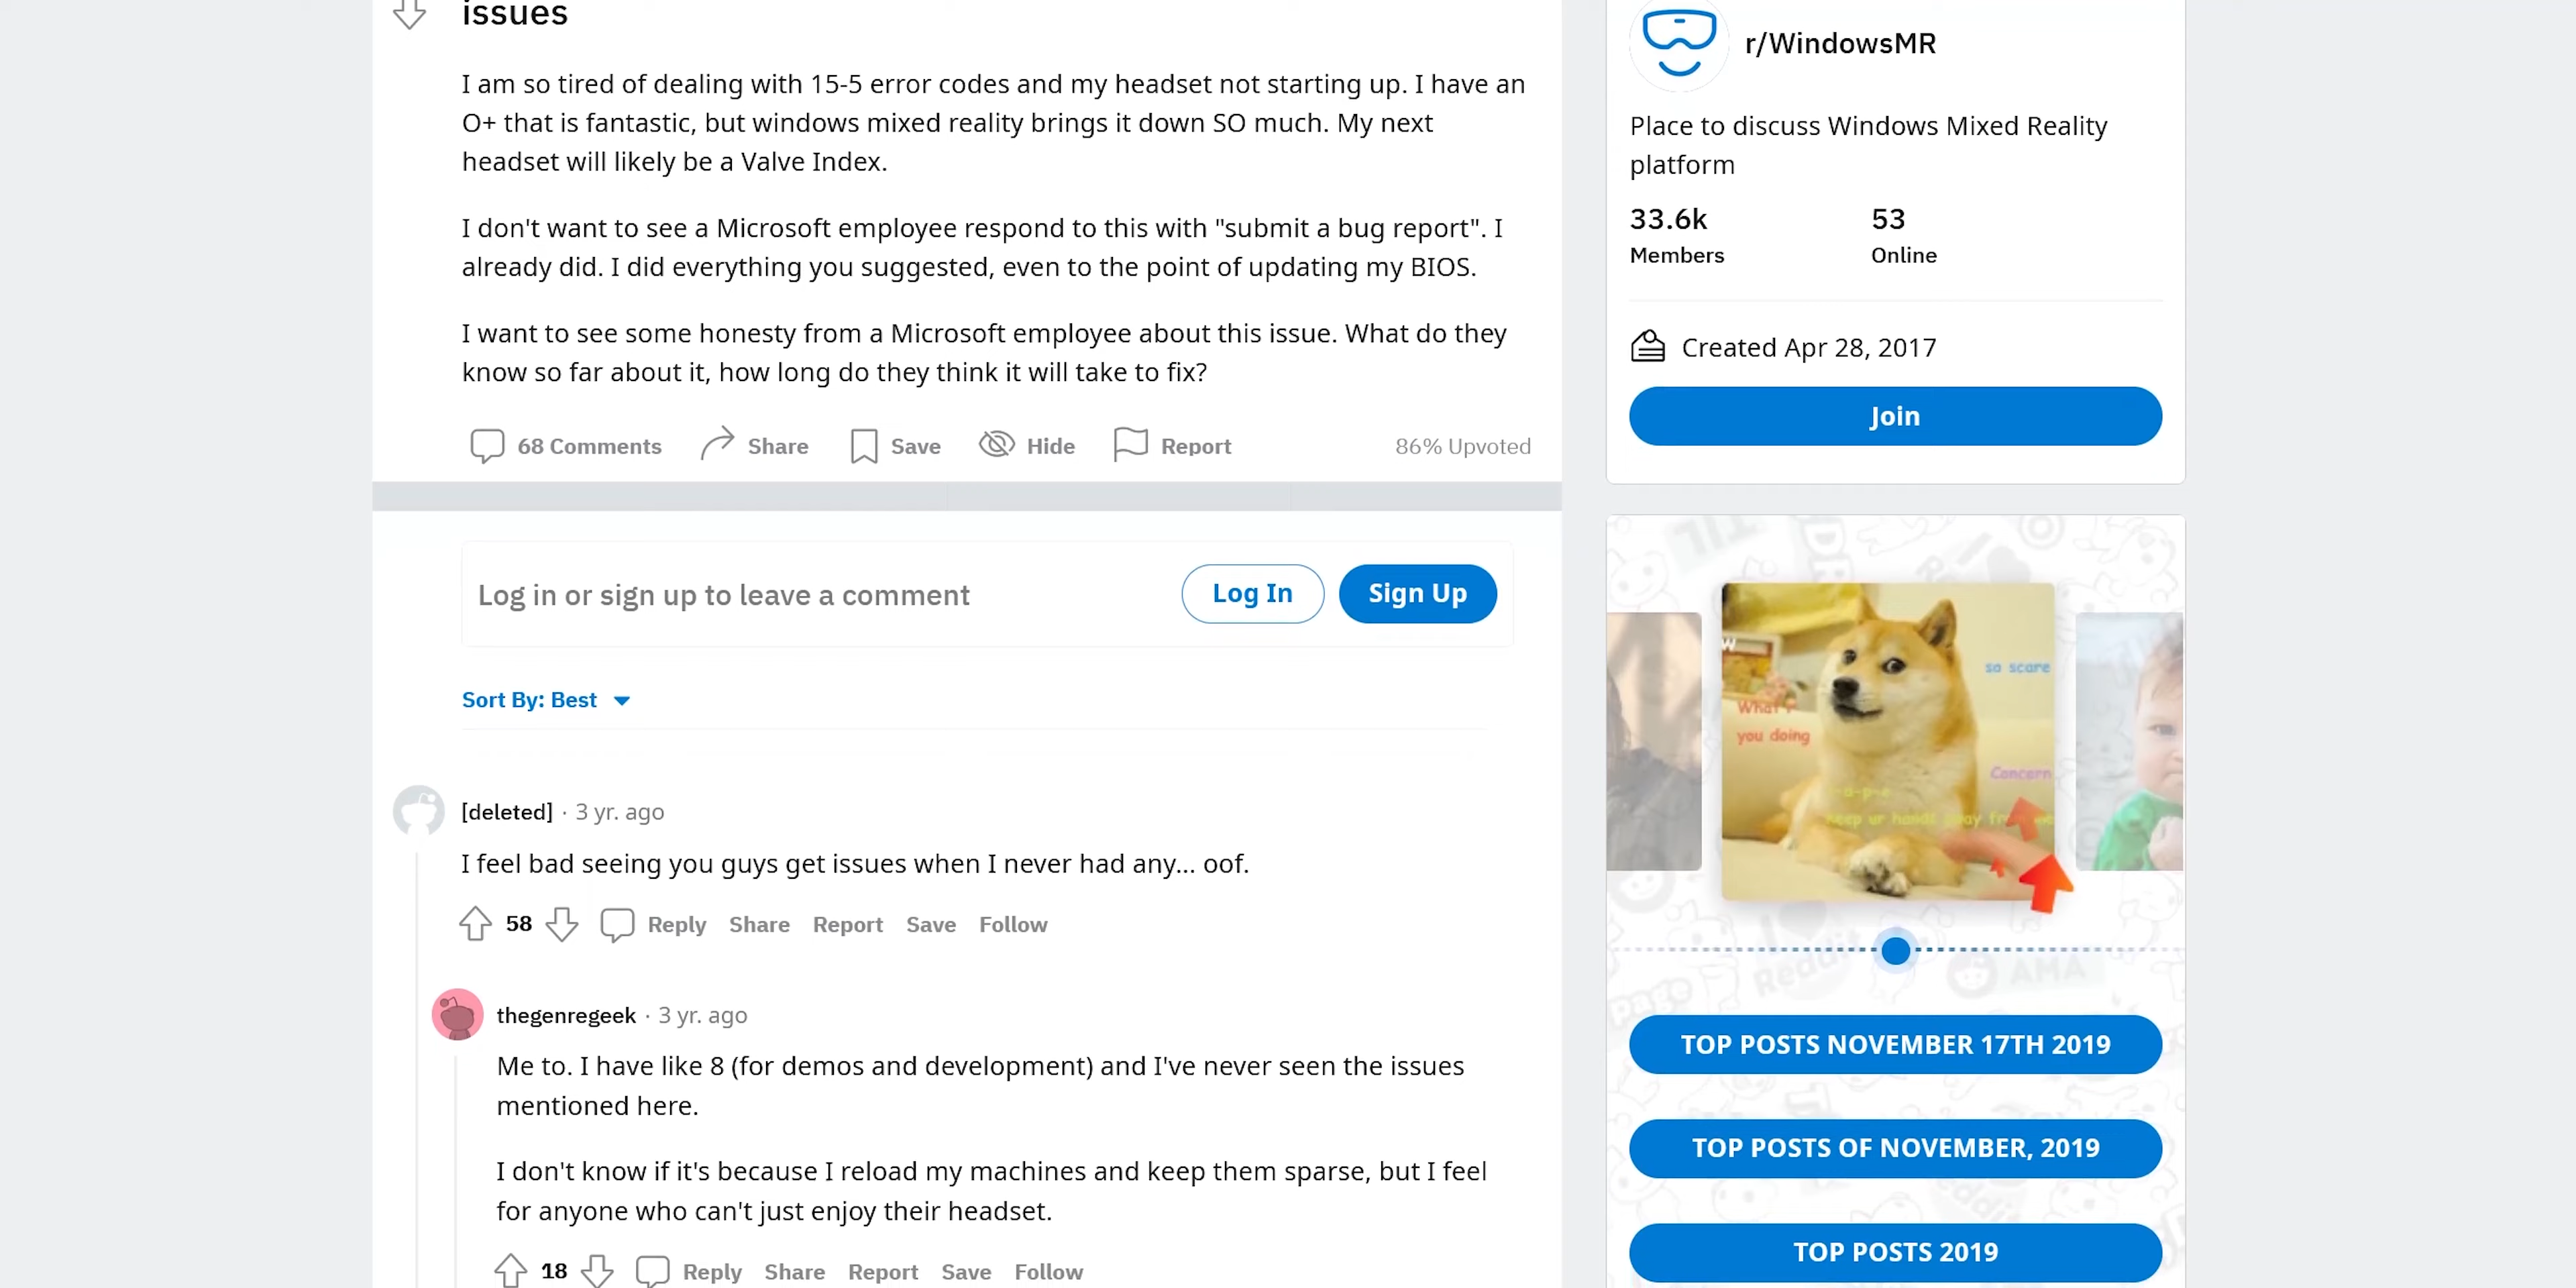 issues
I am so tired of dealing with 15-5 error codes and my headset not starting up. I have an
O+ that is fantastic, but windows mixed reality brings it down SO much. My next
headset will likely be a Valve Index.
I don't want to see a Microsoft employee respond to this with "submit a bug report". I
already did. I did everything you suggested, even to the point of updating my BIOS.
I want to see some honesty from a Microsoft employee about this issue. What do they
know so far about it, how long do they think it will take to fix?
68 Comments Share Save Hide Report 86% Upvoted
Log in or sign up to leave a comment Log In Sign Up
Sort By: Best
[deleted] · 3 yr. ago
I feel bad seeing you guys get issues when I never had any... oof.
58 Reply Share Report Save Follow
thegenregeek · 3 yr. ago
Me to. I have like 8 (for demos and development) and I've never seen the issues
mentioned here.
I don't know if it's because I reload my machines and keep them sparse, but I feel
for anyone who can't just enjoy their headset.
18 Reply Share Report Save Follow
r/WindowsMR
Place to discuss Windows Mixed Reality
platform
33.6k 53
Members Online
Created Apr 28, 2017
Join
so scare
What r
you doing
Concern
keep ur hands away from me
Reddit
AMA
page
TOP POSTS NOVEMBER 17TH 2019
TOP POSTS OF NOVEMBER, 2019
TOP POSTS 2019